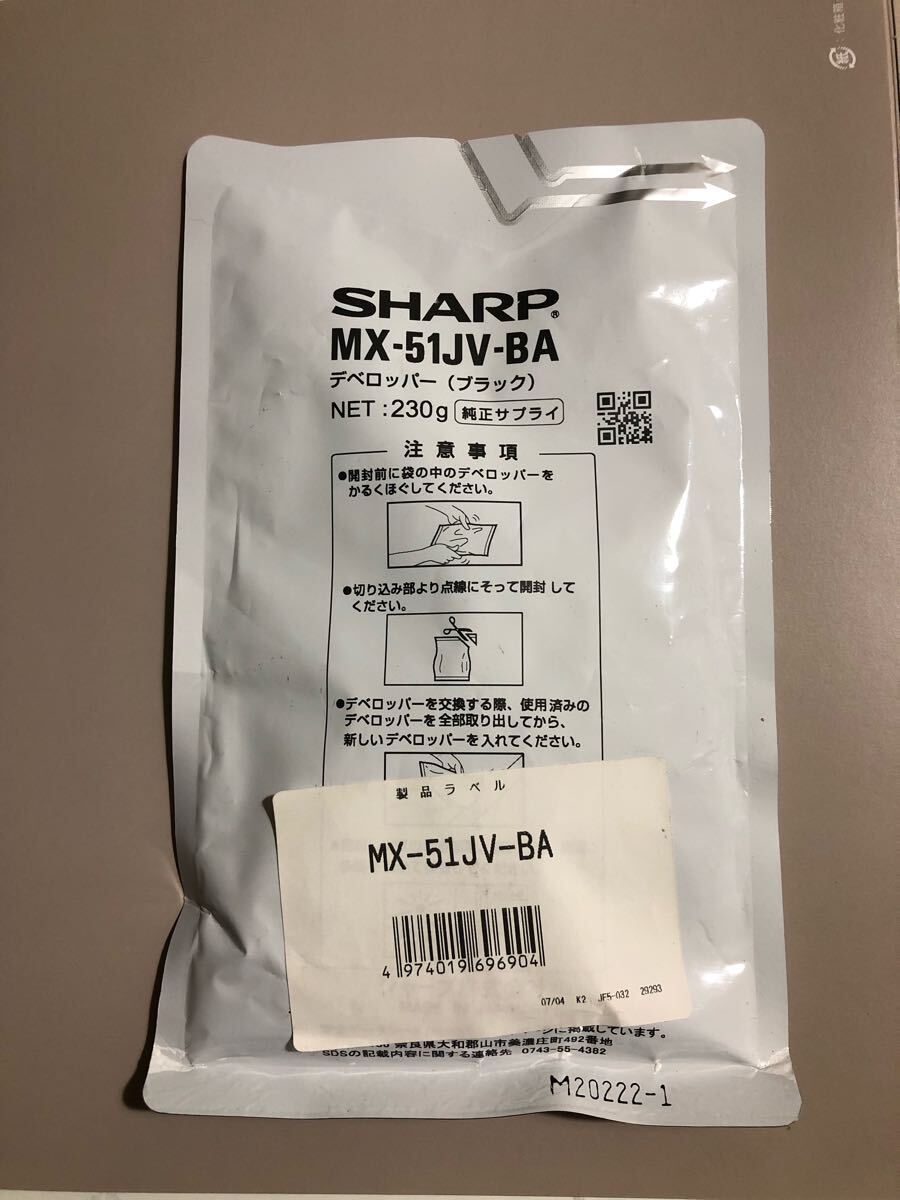 紙：化粧箱
SHARP®
MX-51JV-BA
デベロッパー（ブラック）
NET：230g 純正サプライ
注意事項
●開封前に袋の中のデベロッパーを
かるくほぐしてください。
●切り込み部より点線にそって開封して
ください。
●デベロッパーを交換する際、使用済みの
デベロッパーを全部取り出してから、
新しいデベロッパーを入れてください。
製品ラベル
MX-51JV-BA
4 974019 696904
07/04 K2 JF5-032 29293
ージに掲載しています。
奈良県大和郡山市美濃庄町492番地
SDSの記載内容に関する連絡先 0743-55-4382
M20222-1